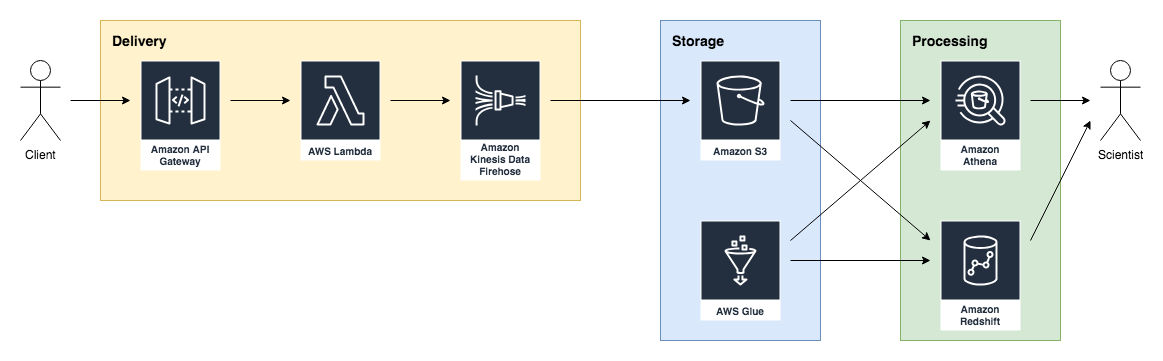 Delivery
Storage
Processing
Client
Amazon API
Gateway
AWS Lambda
Amazon
Kinesis Data
Firehose
Amazon S3
Amazon
Athena
Scientist
AWS Glue
Amazon
Redshift